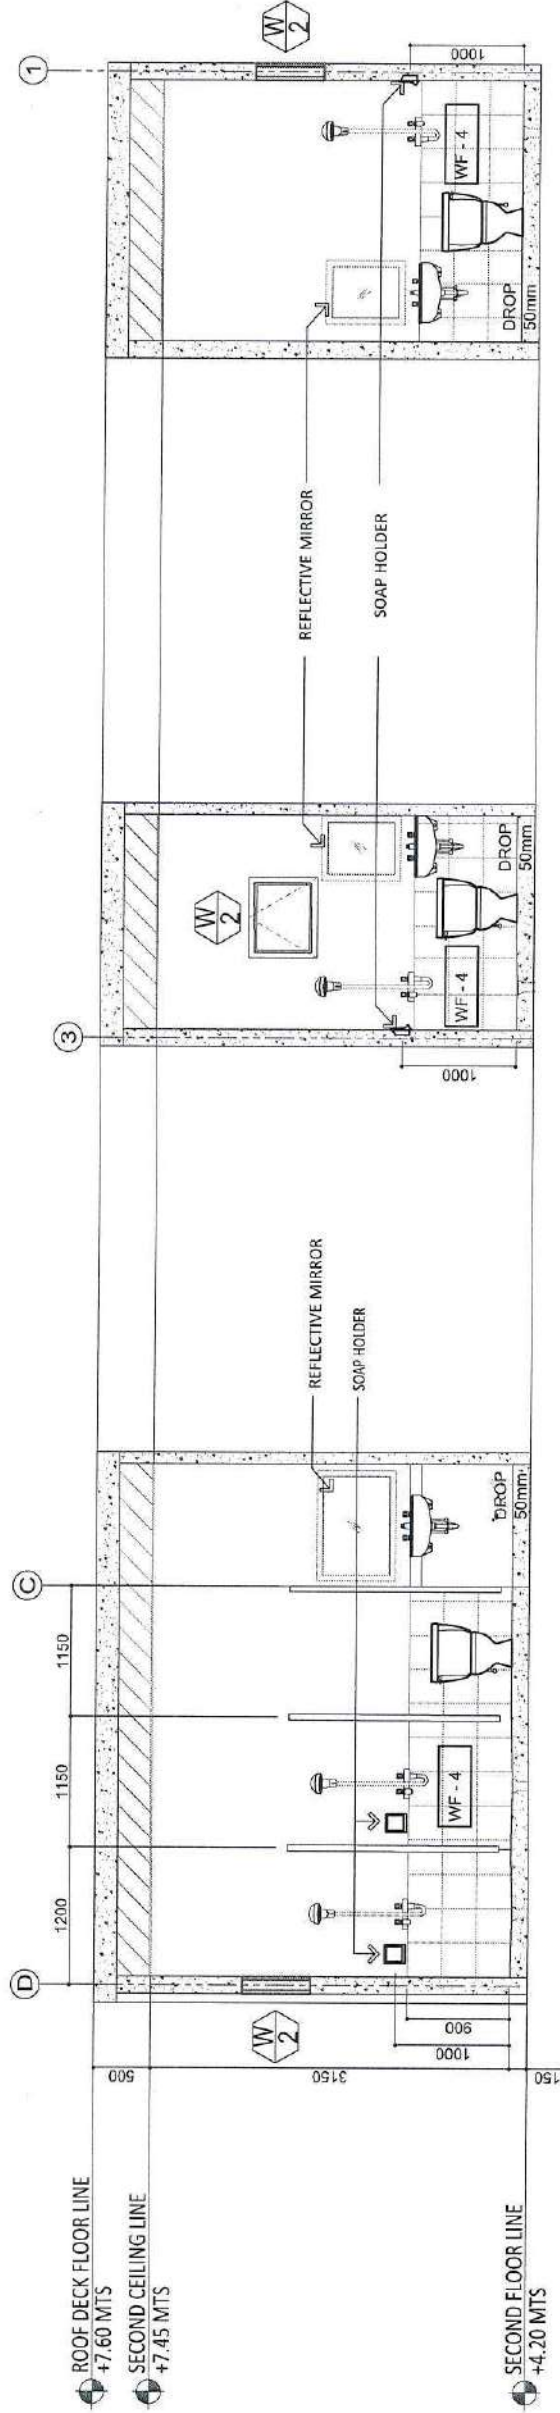 ROOF DECK FLOOR LINE
+7.60 MTS
SECOND CEILING LINE
+7.45 MTS
SECOND FLOOR LINE
+4.20 MTS
500
3150
150
1000
900
W
2
D
1200
1150
1150
C
WF - 4
REFLECTIVE MIRROR
SOAP HOLDER
DROP
50mm
3
1000
W
2
WF - 4
DROP
50mm
REFLECTIVE MIRROR
SOAP HOLDER
DROP
50mm
WF - 4
1
W
2
1000